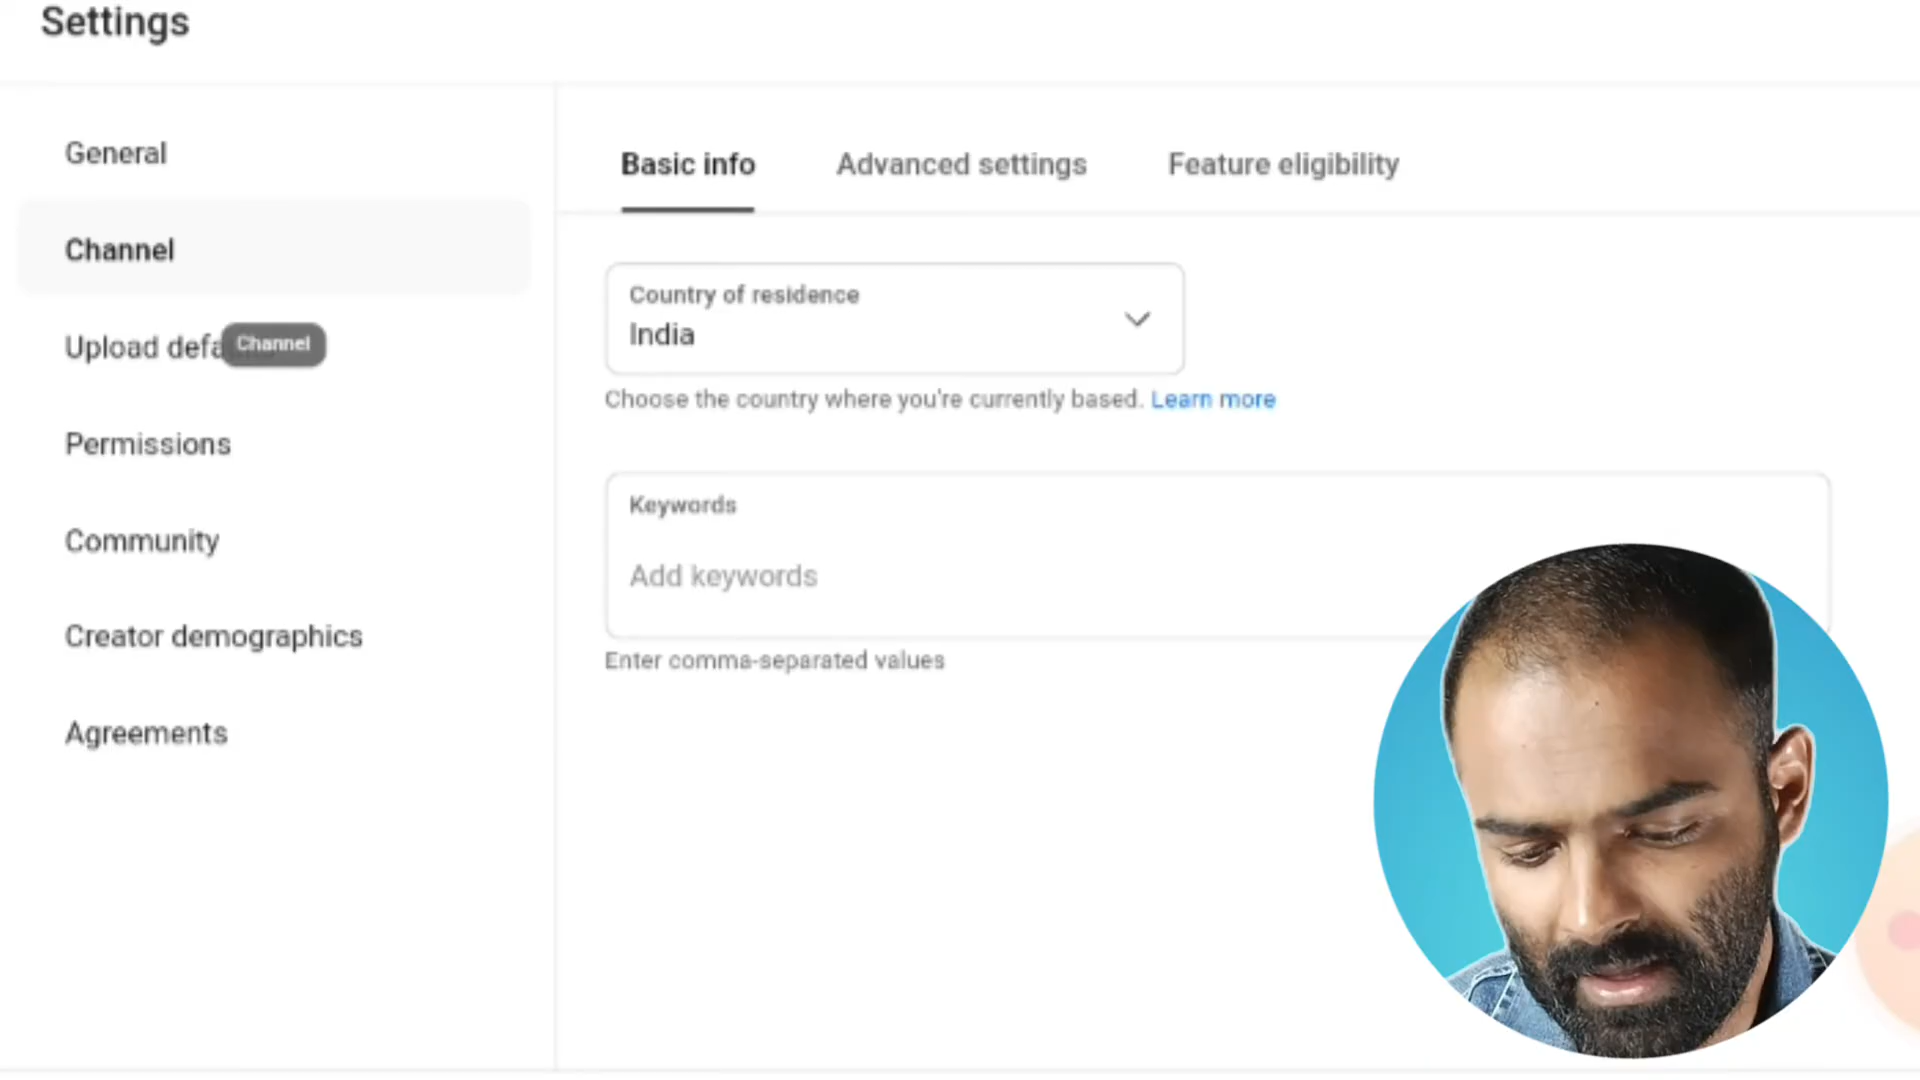 Settings
General
Channel
Upload defa
Channel
Permissions
Community
Creator demographics
Agreements
Basic info
Advanced settings
Feature eligibility
Country of residence
India
Choose the country where you're currently based. Learn more
Keywords
Add keywords
Enter comma-separated values